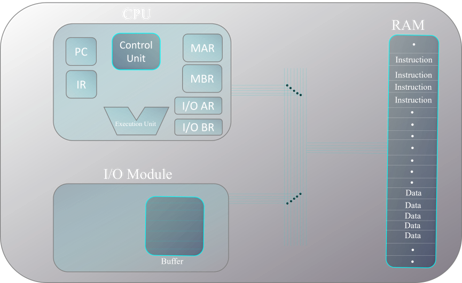 CPU
RAM
PC
Control
Unit
MAR
IR
MBR
I/O AR
Execution Unit
I/O BR
I/O Module
Buffer
Instruction
Instruction
Instruction
Instruction
Data
Data
Data
Data
Data